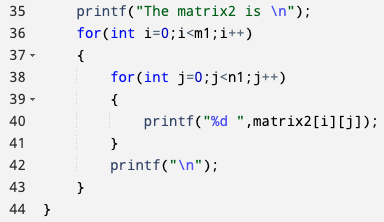 35 printf("The matrix2 is \n");
36 for(int i=0;i<m1;i++)
37 {
38 for(int j=0;j<n1;j++)
39 {
40 printf("%d ",matrix2[i][j]);
41 }
42 printf("\n");
43 }
44 }